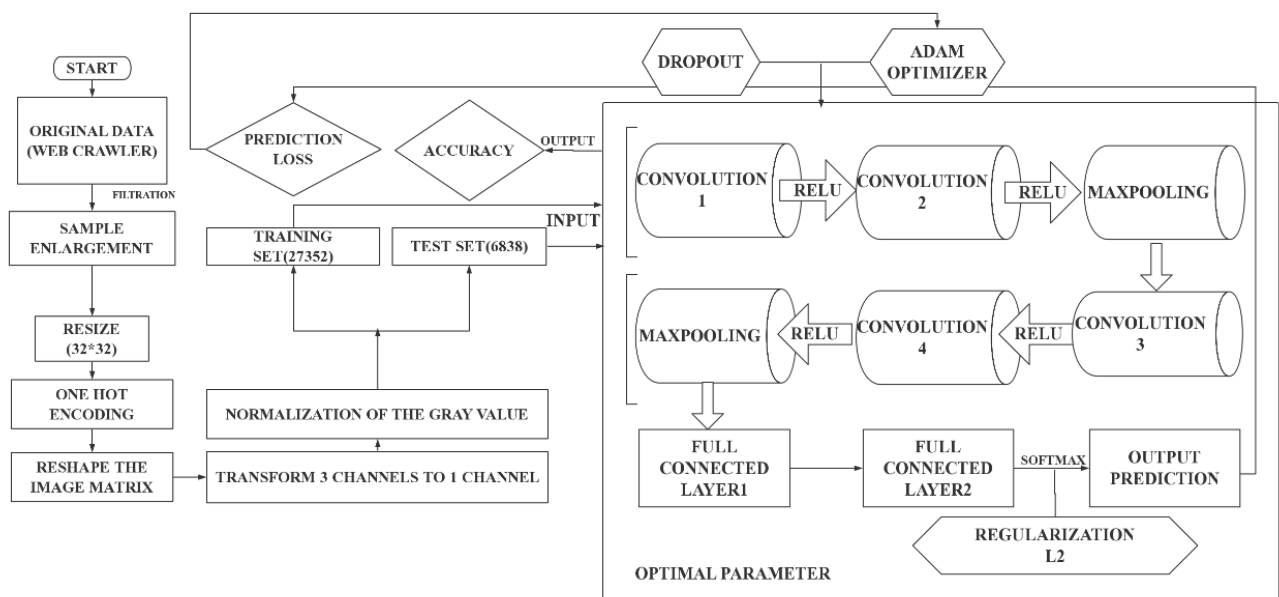 START
ORIGINAL DATA
(WEB CRAWLER)
FILTRATION
SAMPLE
ENLARGEMENT
RESIZE
(32*32)
ONE HOT
ENCODING
RESHAPE THE
IMAGE MATRIX
TRANSFORM 3 CHANNELS TO 1 CHANNEL
NORMALIZATION OF THE GRAY VALUE
TRAINING
SET(27352)
TEST SET(6838)
INPUT
PREDICTION
LOSS
ACCURACY
OUTPUT
DROPOUT
ADAM
OPTIMIZER
CONVOLUTION
1
RELU
CONVOLUTION
2
RELU
MAXPOOLING
CONVOLUTION
3
RELU
CONVOLUTION
4
RELU
MAXPOOLING
FULL
CONNECTED
LAYER1
FULL
CONNECTED
LAYER2
SOFTMAX
OUTPUT
PREDICTION
REGULARIZATION
L2
OPTIMAL PARAMETER